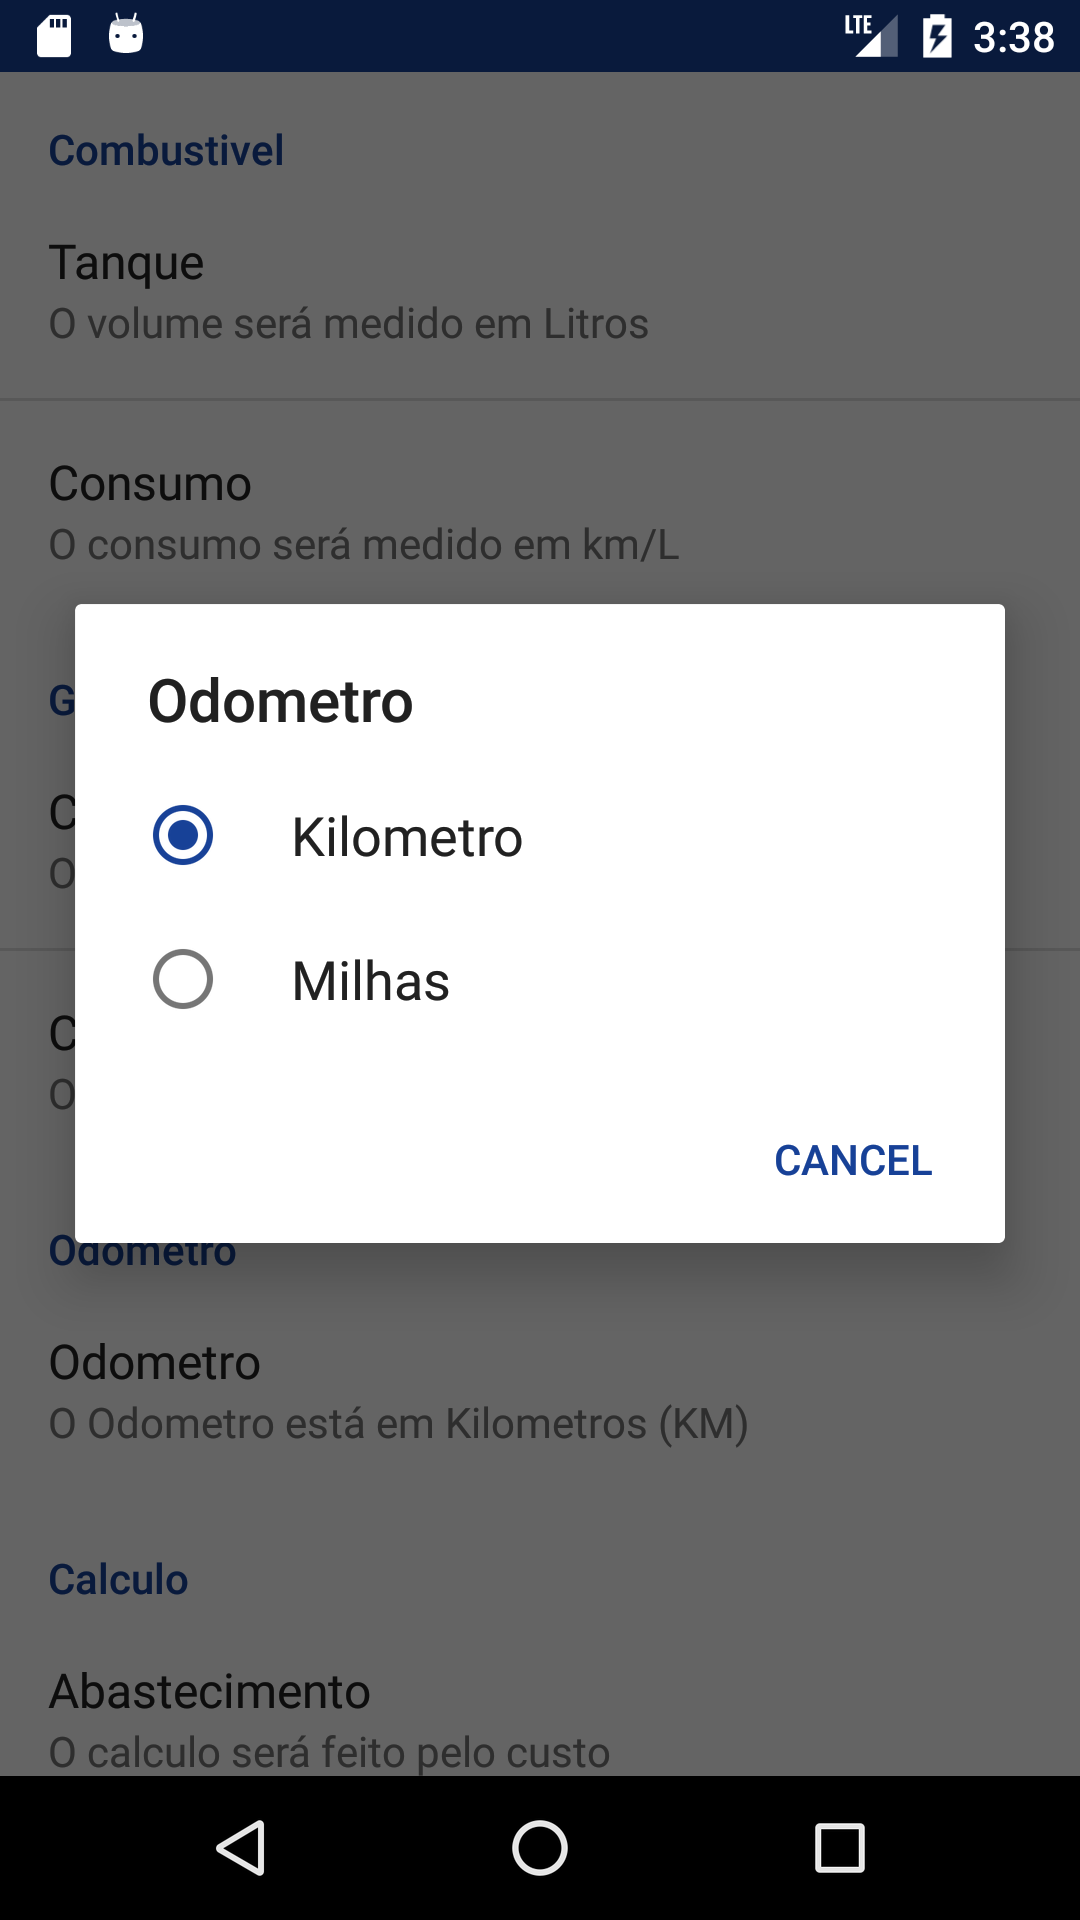 LTE 3:38
Combustivel
Tanque
O volume será medido em Litros
Consumo
O consumo será medido em km/L
Odometro
Kilometro
Milhas
CANCEL
Odometro
Odometro
O Odometro está em Kilometros (KM)
Calculo
Abastecimento
O calculo será feito pelo custo